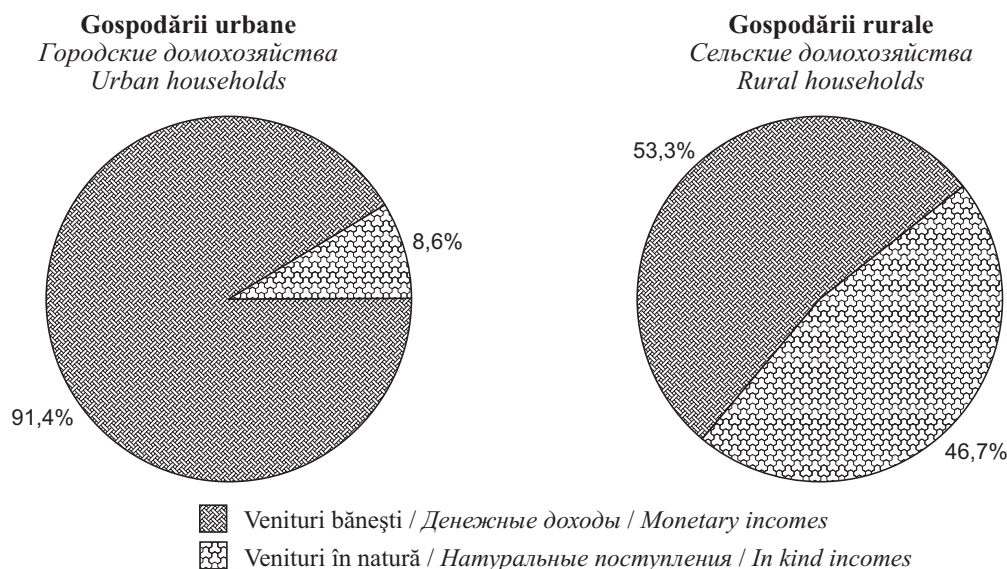 Gospodării urbane
Городские домохозяйства
Urban households
Gospodării rurale
Сельские домохозяйства
Rural households
53,3%
8,6%
91,4%
46,7%
Venituri băneşti / Денежные доходы / Monetary incomes
Venituri în natură / Натуральные поступления / In kind incomes